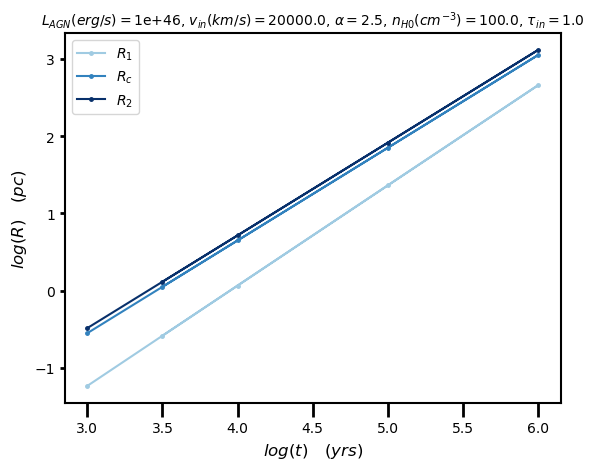 L_AGN(erg/s) = 1e+46, v_in(km/s) = 20000.0, α = 2.5, n_H0(cm⁻³) = 100.0, τ_in = 1.0
R_1
R_c
R_2
log(R) (pc)
3
2
1
0
−1
3.0 3.5 4.0 4.5 5.0 5.5 6.0
log(t) (yrs)